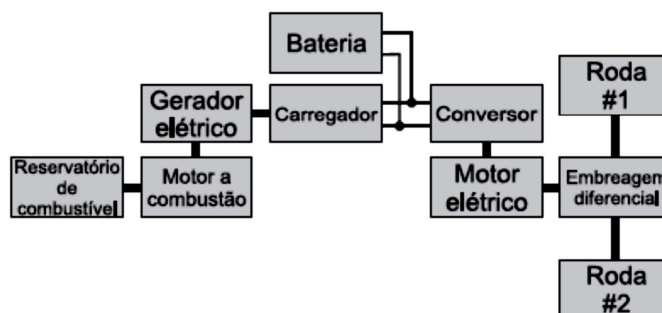 Bateria
Roda
#1
Gerador
elétrico
Carregador
Conversor
Reservatório
de
combustível
Motor a
combustão
Motor
elétrico
Embreagem
diferencial
Roda
#2